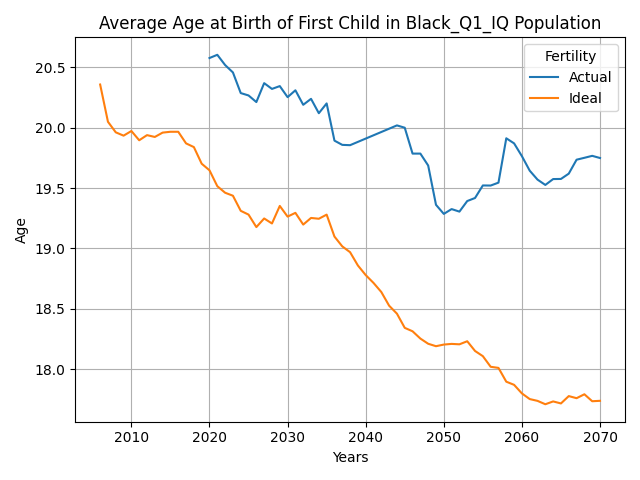 Average Age at Birth of First Child in Black_Q1_IQ Population
Fertility
Actual
Ideal
Age
20.5
20.0
19.5
19.0
18.5
18.0
2010 2020 2030 2040 2050 2060 2070
Years